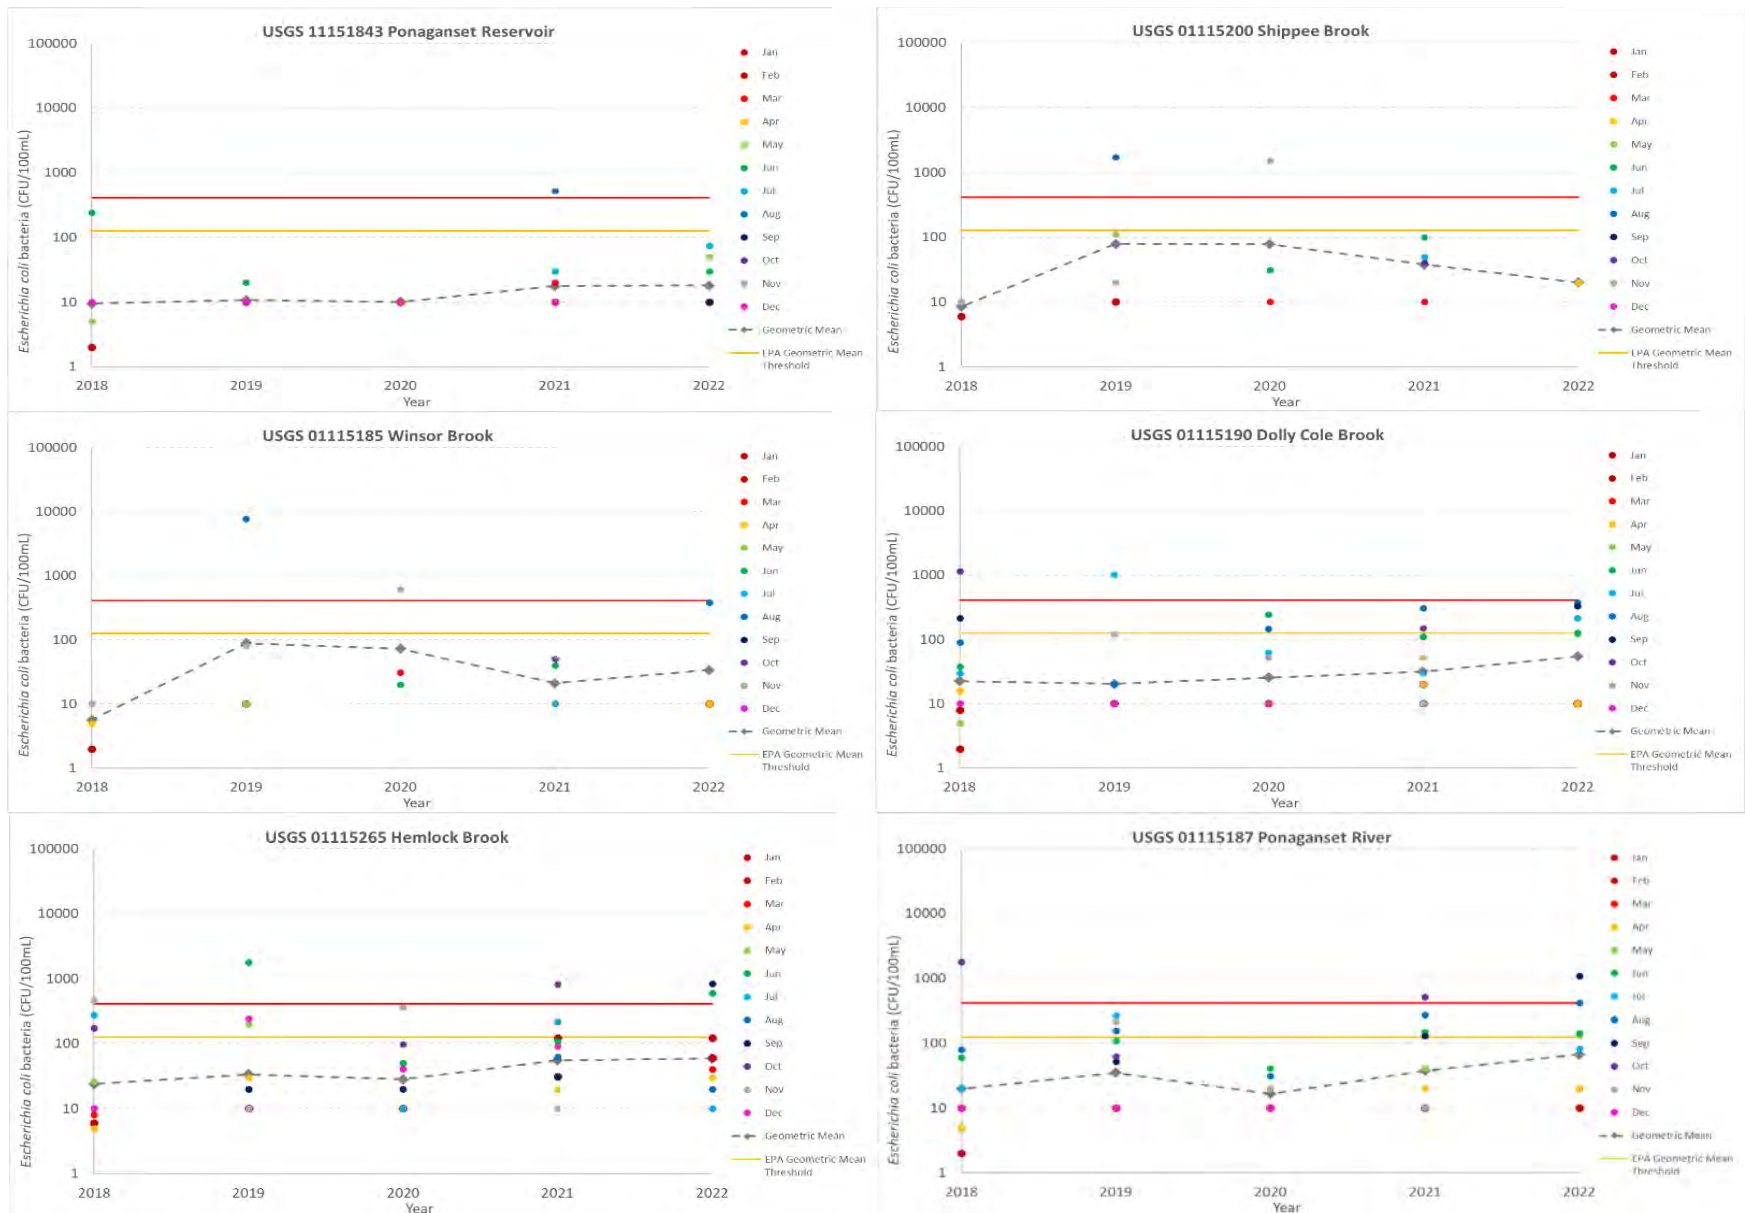 USGS 11151843 Ponaganset Reservoir
Escherichia coli bacteria (CFU/100mL)
100000
10000
1000
100
10
1
2018 2019 2020 2021 2022
Year
Jan
Feb
Mar
Apr
May
Jun
Jul
Aug
Sep
Oct
Nov
Dec
Geometric Mean
EPA Geometric Mean
Threshold
USGS 01115200 Shippee Brook
Escherichia coli bacteria (CFU/100mL)
100000
10000
1000
100
10
1
2018 2019 2020 2021 2022
Year
Jan
Feb
Mar
Apr
May
Jun
Jul
Aug
Sep
Oct
Nov
Dec
Geometric Mean
EPA Geometric Mean
Threshold
USGS 01115185 Winsor Brook
Escherichia coli bacteria (CFU/100mL)
100000
10000
1000
100
10
1
2018 2019 2020 2021 2022
Year
Jan
Feb
Mar
Apr
May
Jun
Jul
Aug
Sep
Oct
Nov
Dec
Geometric Mean
EPA Geometric Mean
Threshold
USGS 01115190 Dolly Cole Brook
Escherichia coli bacteria (CFU/100mL)
100000
10000
1000
100
10
1
2018 2019 2020 2021 2022
Year
Jan
Feb
Mar
Apr
May
Jun
Jul
Aug
Sep
Oct
Nov
Dec
Geometric Mean
EPA Geometric Mean
Threshold
USGS 01115265 Hemlock Brook
Escherichia coli bacteria (CFU/100mL)
100000
10000
1000
100
10
1
2018 2019 2020 2021 2022
Year
Jan
Feb
Mar
Apr
May
Jun
Jul
Aug
Sep
Oct
Nov
Dec
Geometric Mean
EPA Geometric Mean
Threshold
USGS 01115187 Ponaganset River
Escherichia coli bacteria (CFU/100mL)
100000
10000
1000
100
10
1
2018 2019 2020 2021 2022
Year
Jan
Feb
Mar
Apr
May
Jun
Jul
Aug
Sep
Oct
Nov
Dec
Geometric Mean
EPA Geometric Mean
Threshold